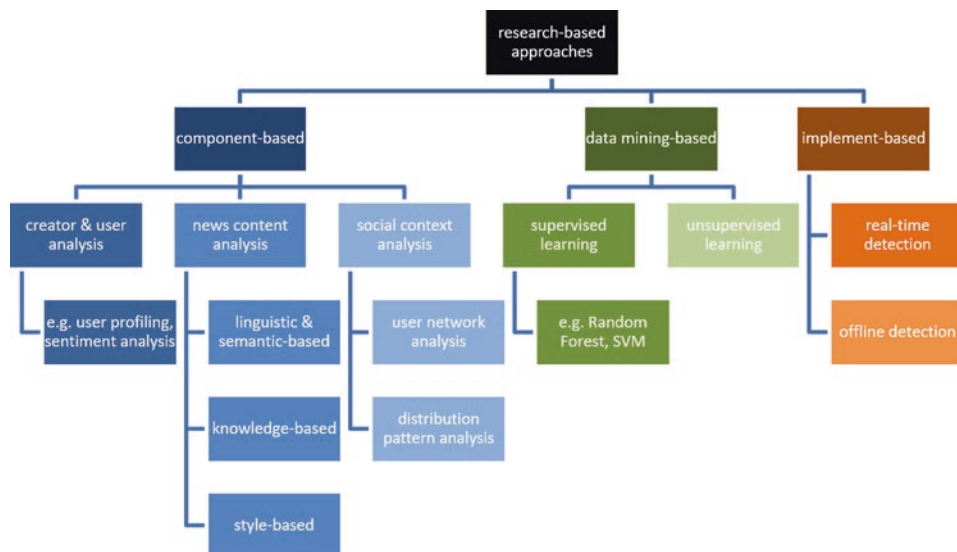 research-based
approaches
component-based
data mining-based
implement-based
creator & user
analysis
news content
analysis
social context
analysis
supervised
learning
unsupervised
learning
real-time
detection
e.g. user profiling,
sentiment analysis
linguistic &
semantic-based
user network
analysis
e.g. Random
Forest, SVM
offline detection
knowledge-based
distribution
pattern analysis
style-based